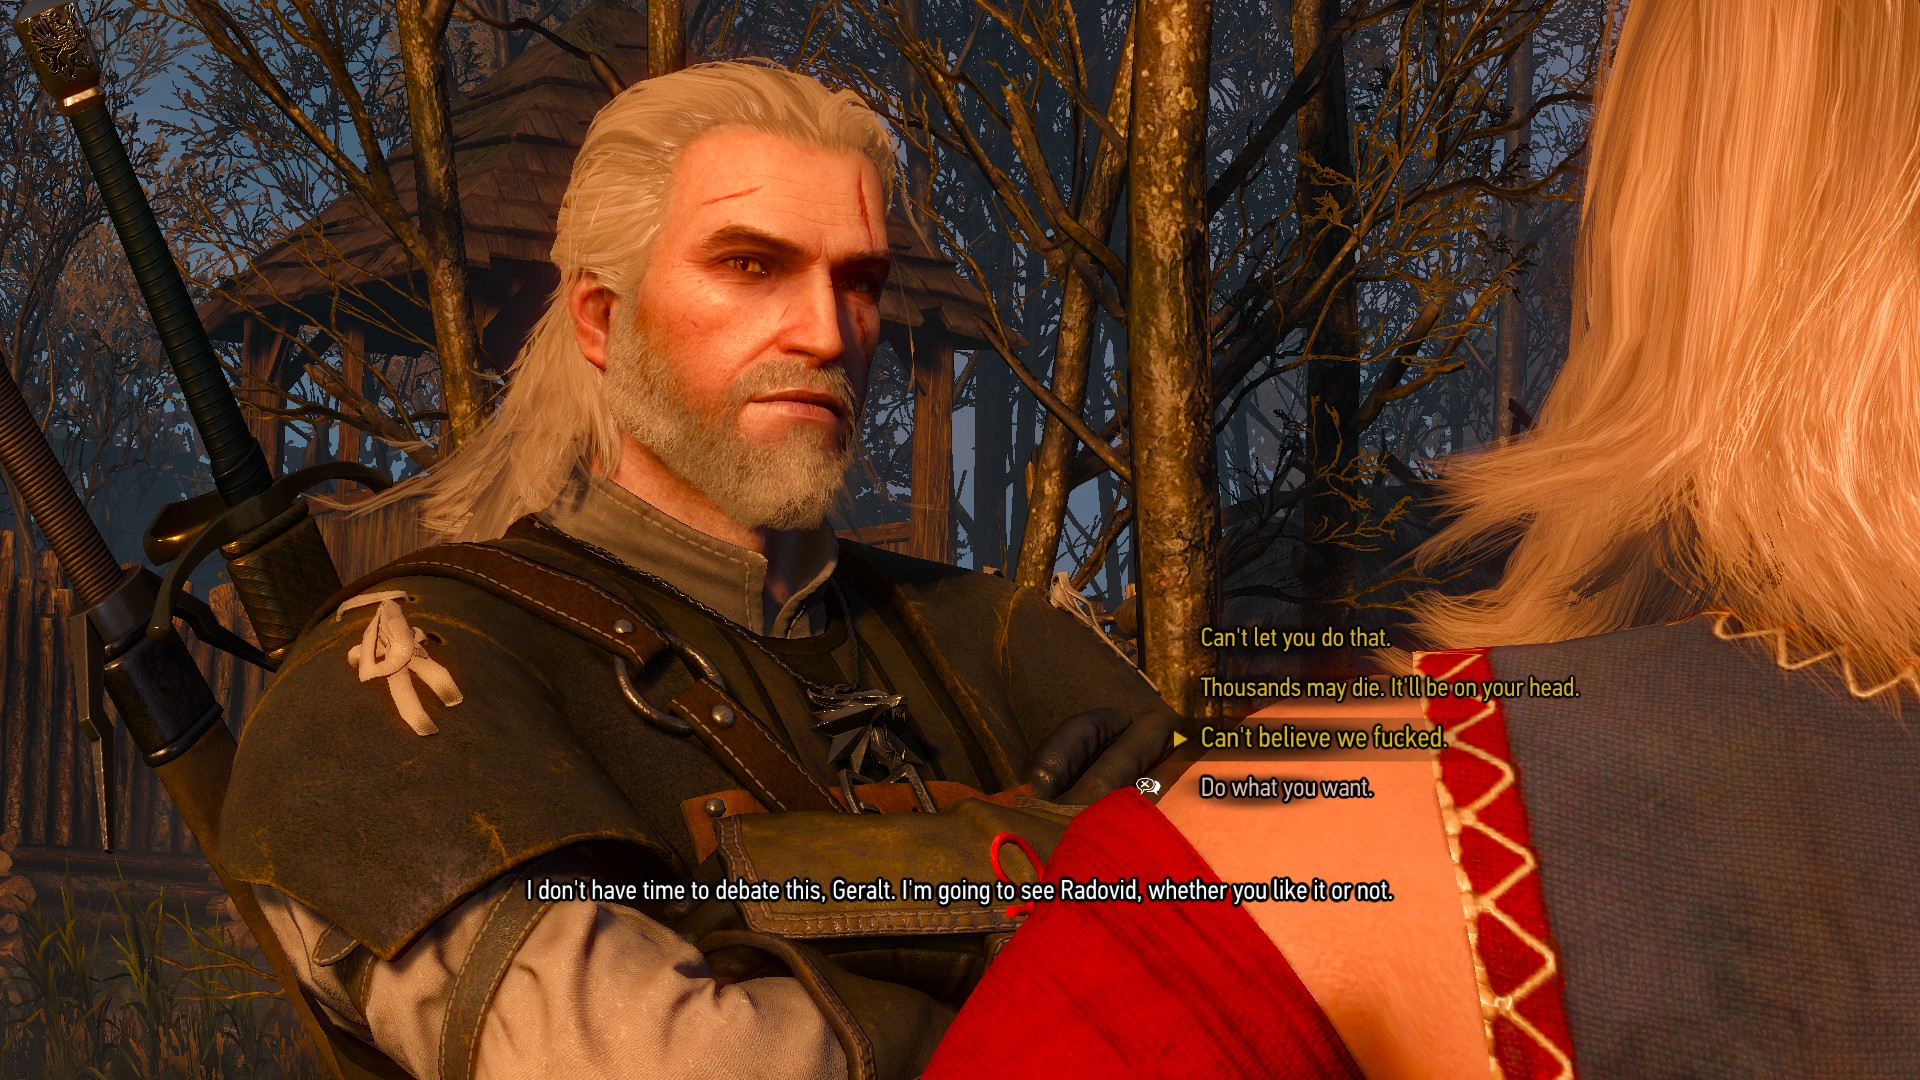 Can't let you do that.
Thousands may die. It'll be on your head.
Can't believe we fucked.
Do what you want.
I don't have time to debate this, Geralt. I'm going to see Radovid, whether you like it or not.